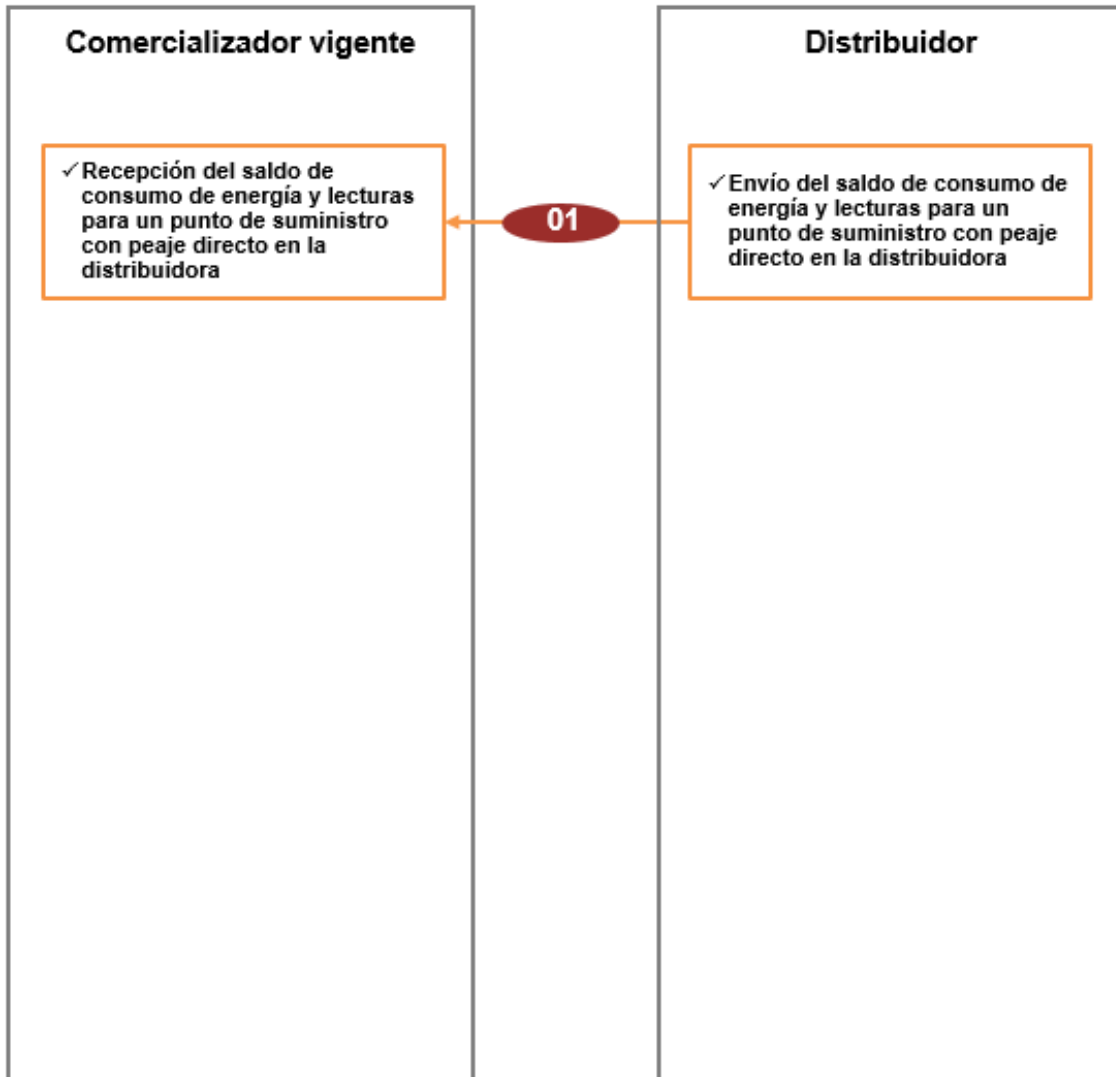 Comercializador vigente
Distribuidor
✓ Recepción del saldo de
consumo de energía y lecturas
para un punto de suministro
con peaje directo en la
distribuidora
01
✓ Envío del saldo de consumo de
energía y lecturas para un
punto de suministro con peaje
directo en la distribuidora